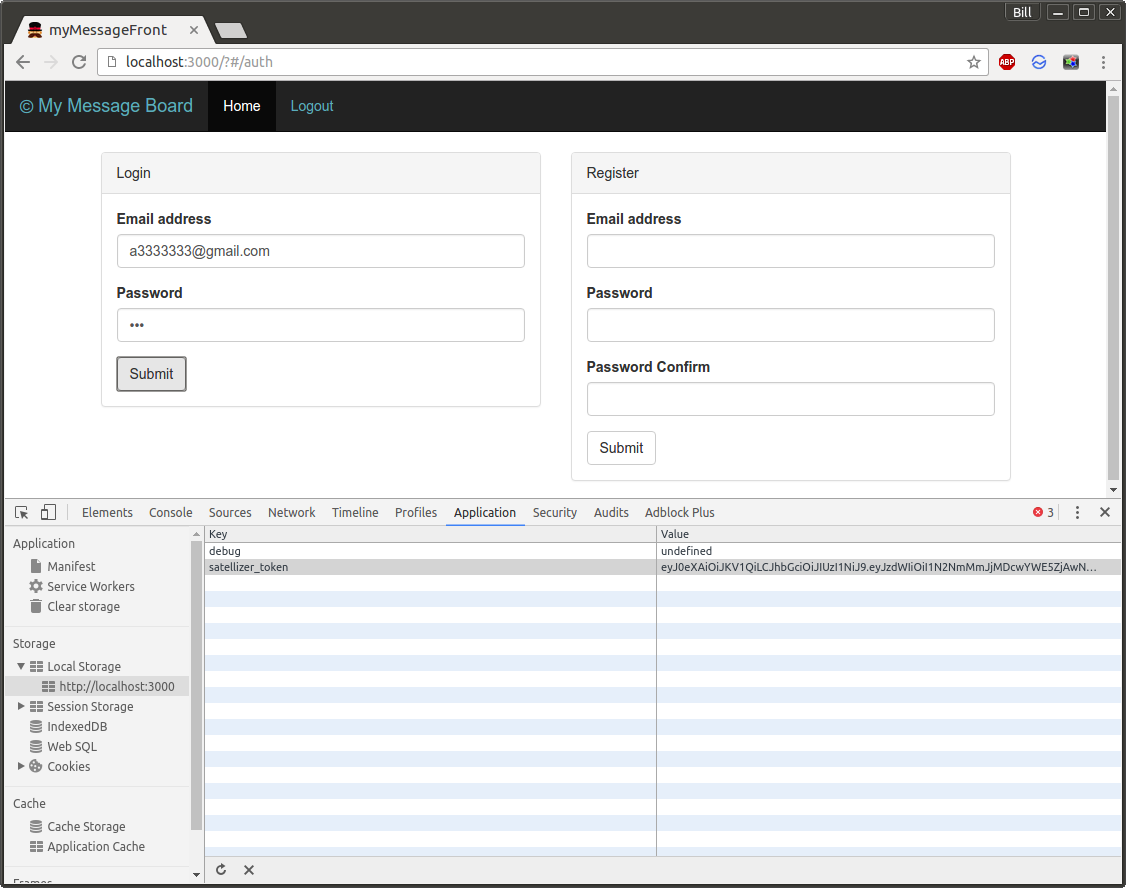 Bill
myMessageFront
localhost:3000/?#/auth
ABP
© My Message Board Home Logout
Login
Email address
a3333333@gmail.com
Password
•••
Submit
Register
Email address
Password
Password Confirm
Submit
Elements Console Sources Network Timeline Profiles Application Security Audits Adblock Plus 3
Application
Manifest
Service Workers
Clear storage
Storage
Local Storage
http://localhost:3000
Session Storage
IndexedDB
Web SQL
Cookies
Cache
Cache Storage
Application Cache
Frames
Key Value
debug undefined
satellizer_token eyJ0eXAiOiJKV1QiLCJhbGciOiJIUzI1NiJ9.eyJzdWIiOiI1N2NmMmJjMDcwYWE5ZjAwN...